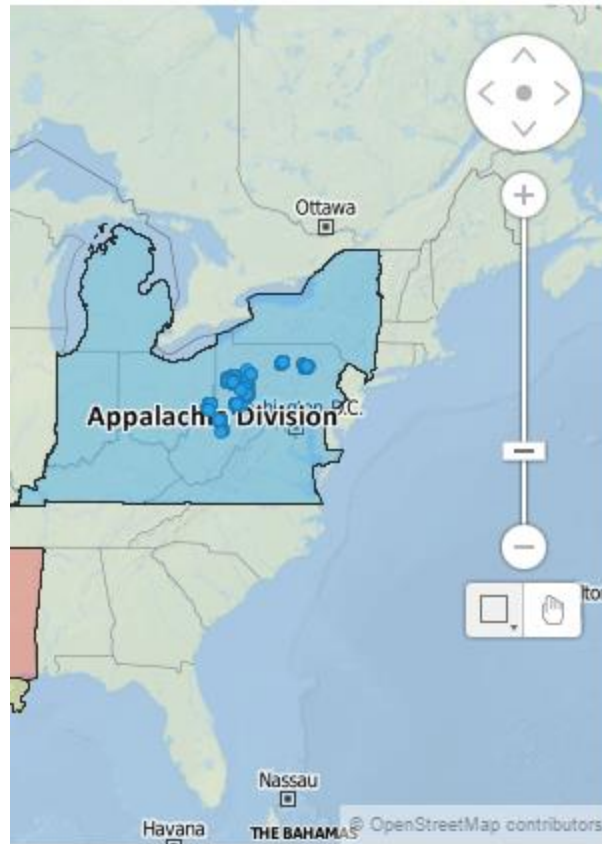 Ottawa
Appalachia Division
D.C.
Nassau
Havana
THE BAHAMAS
© OpenStreetMap contributors